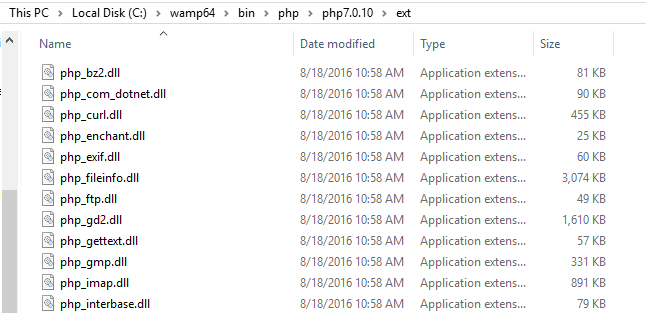 This PC > Local Disk (C:) > wamp64 > bin > php > php7.0.10 > ext
Name Date modified Type Size
php_bz2.dll 8/18/2016 10:58 AM Application extens... 81 KB
php_com_dotnet.dll 8/18/2016 10:58 AM Application extens... 90 KB
php_curl.dll 8/18/2016 10:58 AM Application extens... 455 KB
php_enchant.dll 8/18/2016 10:58 AM Application extens... 25 KB
php_exif.dll 8/18/2016 10:58 AM Application extens... 60 KB
php_fileinfo.dll 8/18/2016 10:58 AM Application extens... 3,074 KB
php_ftp.dll 8/18/2016 10:58 AM Application extens... 49 KB
php_gd2.dll 8/18/2016 10:58 AM Application extens... 1,610 KB
php_gettext.dll 8/18/2016 10:58 AM Application extens... 57 KB
php_gmp.dll 8/18/2016 10:58 AM Application extens... 331 KB
php_imap.dll 8/18/2016 10:58 AM Application extens... 891 KB
php_interbase.dll 8/18/2016 10:58 AM Application extens... 79 KB